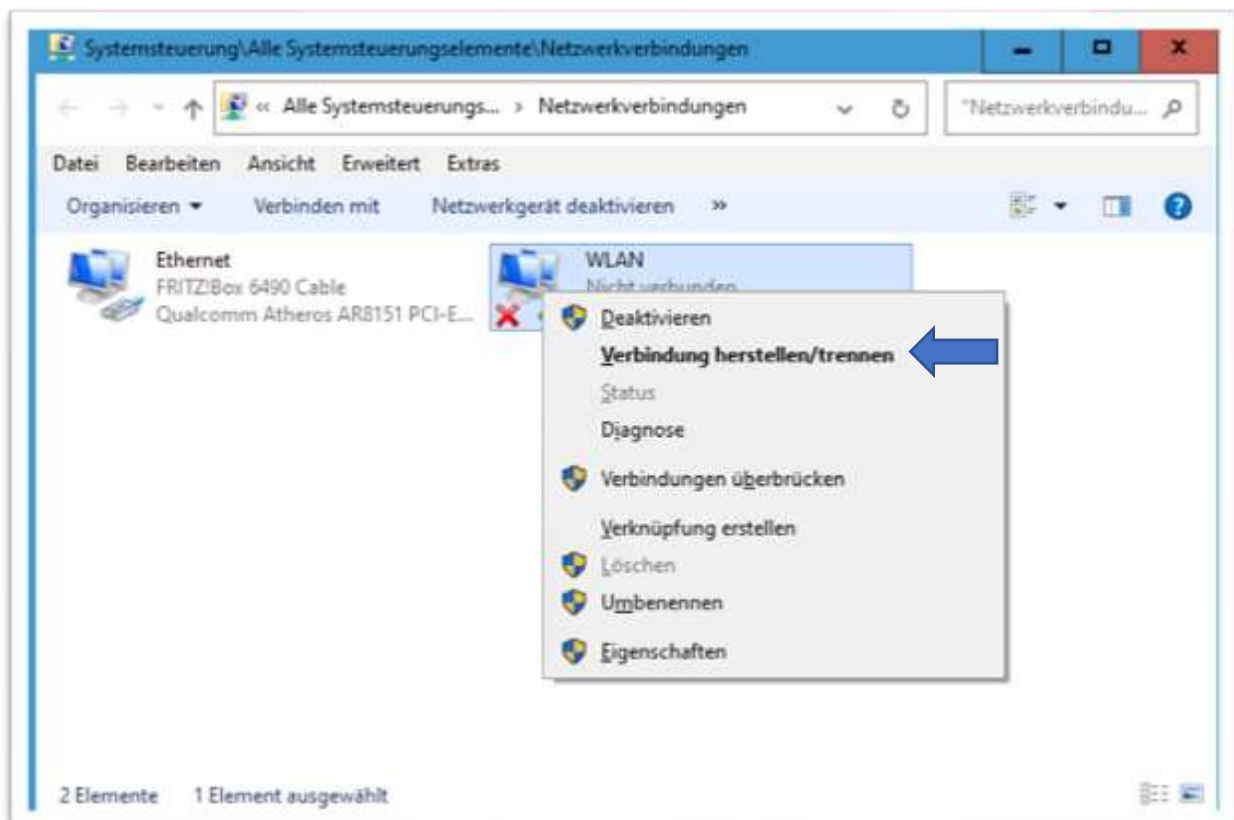 Systemsteuerung\Alle Systemsteuerungselemente\Netzwerkverbindungen
« Alle Systemsteuerungs... > Netzwerkverbindungen
"Netzwerkverbindu...
Datei Bearbeiten Ansicht Erweitert Extras
Organisieren Verbinden mit Netzwerkgerät deaktivieren »
Ethernet
FRITZ!Box 6490 Cable
Qualcomm Atheros AR8151 PCI-E...
WLAN
Nicht verbunden
Deaktivieren
Verbindung herstellen/trennen
Status
Diagnose
Verbindungen überbrücken
Verknüpfung erstellen
Löschen
Umbenennen
Eigenschaften
2 Elemente 1 Element ausgewählt